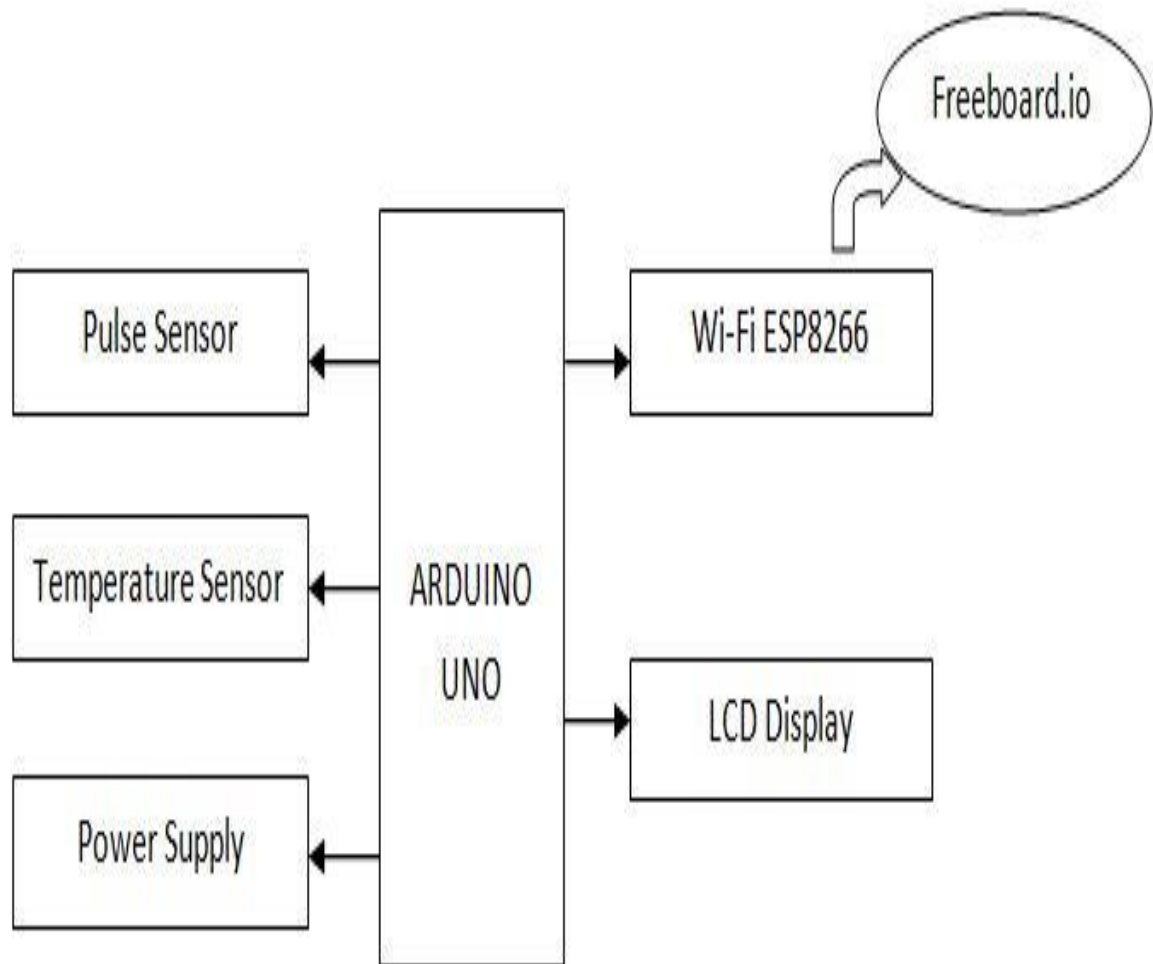 Freeboard.io
Pulse Sensor
Wi-Fi ESP8266
Temperature Sensor
ARDUINO
UNO
LCD Display
Power Supply